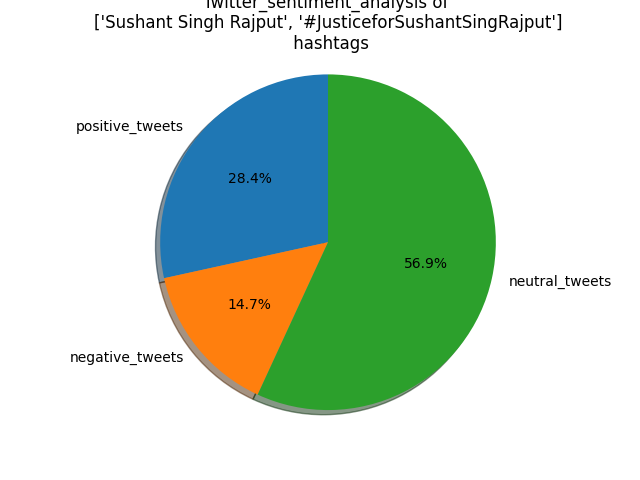 Twitter_sentiment_analysis of
['Sushant Singh Rajput', '#JusticeforSushantSingRajput']
hashtags
positive_tweets
28.4%
56.9%
neutral_tweets
14.7%
negative_tweets